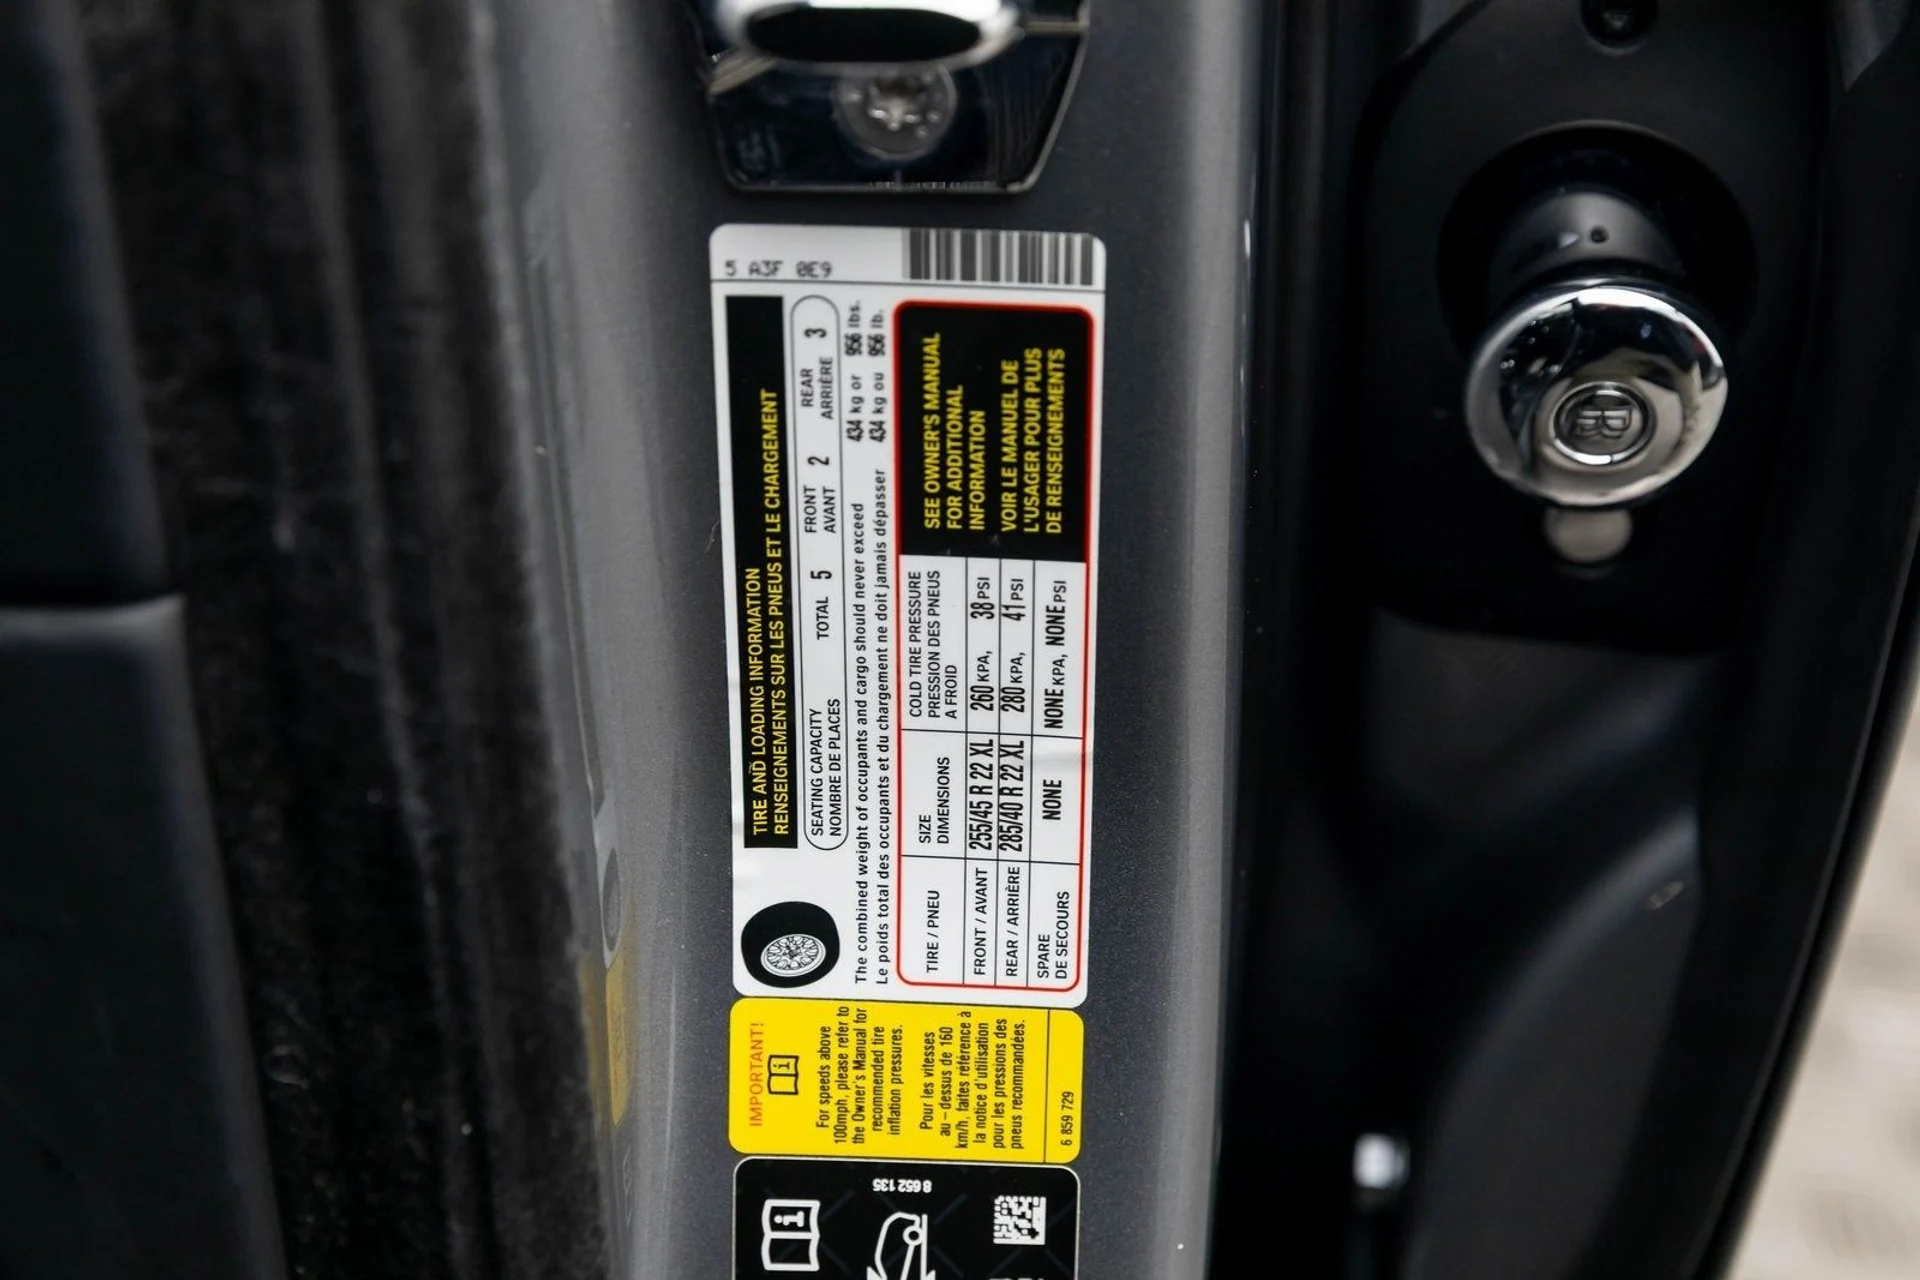 5 A3F 0E9
TIRE AND LOADING INFORMATION
RENSEIGNEMENTS SUR LES PNEUS ET LE CHARGEMENT
SEATING CAPACITY
NOMBRE DE PLACES
TOTAL 5
FRONT
AVANT 2
REAR
ARRIÈRE 3
The combined weight of occupants and cargo should never exceed 434 kg or 956 lbs.
Le poids total des occupants et du chargement ne doit jamais dépasser 434 kg ou 956 lb.
TIRE / PNEU
SIZE
DIMENSIONS
COLD TIRE PRESSURE
PRESSION DES PNEUS
A FROID
FRONT / AVANT 255/45 R 22 XL 260 KPA, 38 PSI
REAR / ARRIÈRE 285/40 R 22 XL 280 KPA, 41 PSI
SPARE
DE SECOURS NONE NONE KPA, NONE PSI
SEE OWNER'S MANUAL
FOR ADDITIONAL
INFORMATION
VOIR LE MANUEL DE
L'USAGER POUR PLUS
DE RENSEIGNEMENTS
IMPORTANT!
i
For speeds above
100mph, please refer to
the Owner's Manual for
recommended tire
inflation pressures.
Pour les vitesses
au – dessus de 160
km/h, faites référence à
la notice d'utilisation
pour les pressions des
pneus recommandées.
6 859 729
8 652 135
i
RR